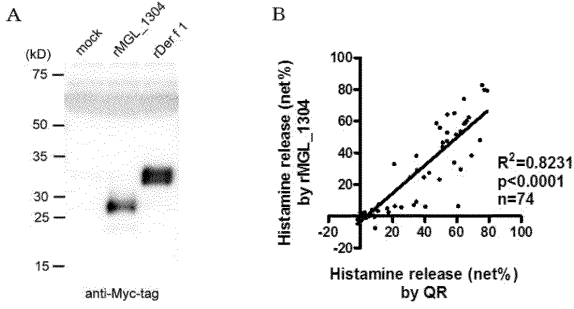 A
(kD)
mock
rMGL_1304
rDer f 1
75
50
35
30
25
15
anti-Myc-tag
B
Histamine release (net%)
by rMGL_1304
100
80
60
40
20
-20
-20
0
20
40
60
80
100
R²=0.8231
p<0.0001
n=74
Histamine release (net%)
by QR